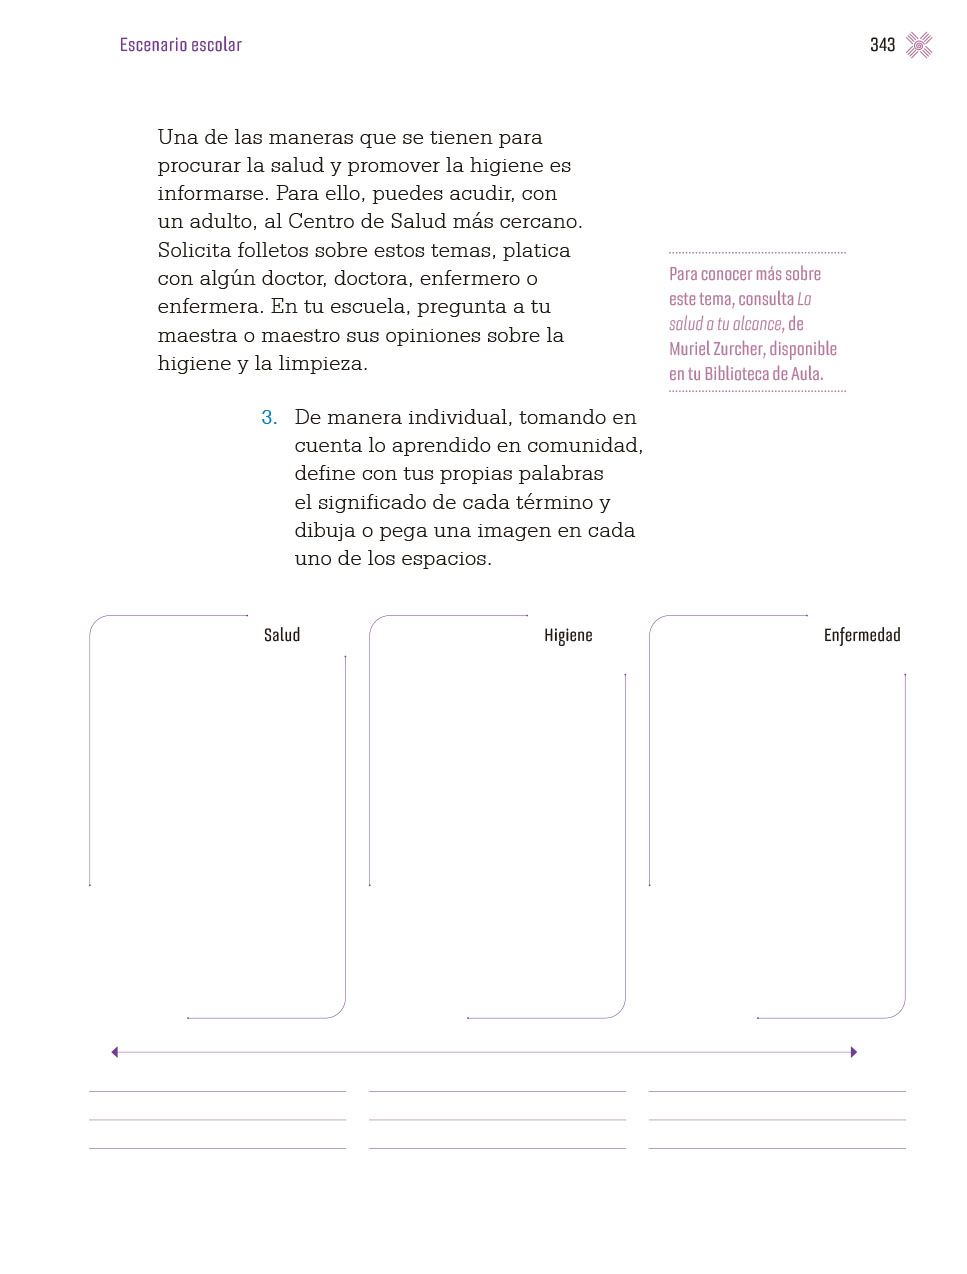 Escenario escolar
343
Una de las maneras que se tienen para
procurar la salud y promover la higiene es
informarse. Para ello, puedes acudir, con
un adulto, al Centro de Salud más cercano.
Solicita folletos sobre estos temas, platica
con algún doctor, doctora, enfermero o
enfermera. En tu escuela, pregunta a tu
maestra o maestro sus opiniones sobre la
higiene y la limpieza.
Para conocer más sobre
este tema, consulta La
salud a tu alcance, de
Muriel Zurcher, disponible
en tu Biblioteca de Aula.
3. De manera individual, tomando en
cuenta lo aprendido en comunidad,
define con tus propias palabras
el significado de cada término y
dibuja o pega una imagen en cada
uno de los espacios.
Salud
Higiene
Enfermedad